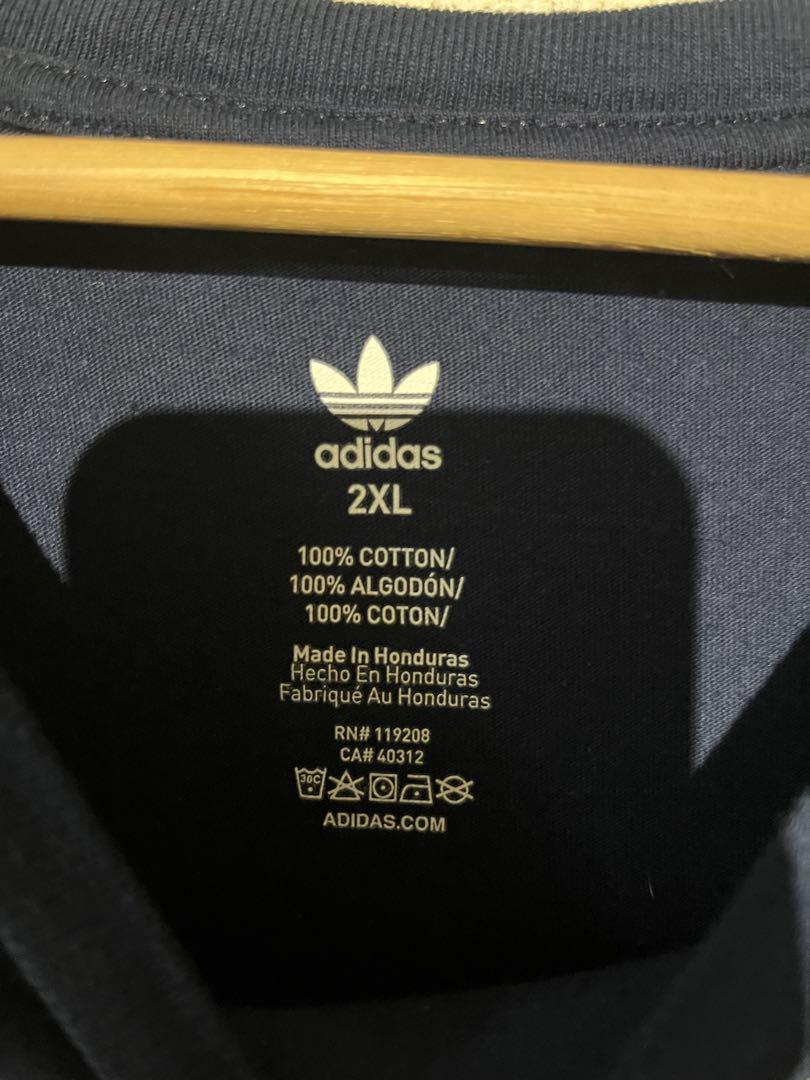 adidas
2XL
100% COTTON/
100% ALGODÓN/
100% COTON/
Made In Honduras
Hecho En Honduras
Fabriqué Au Honduras
RN# 119208
CA# 40312
30C
ADIDAS.COM